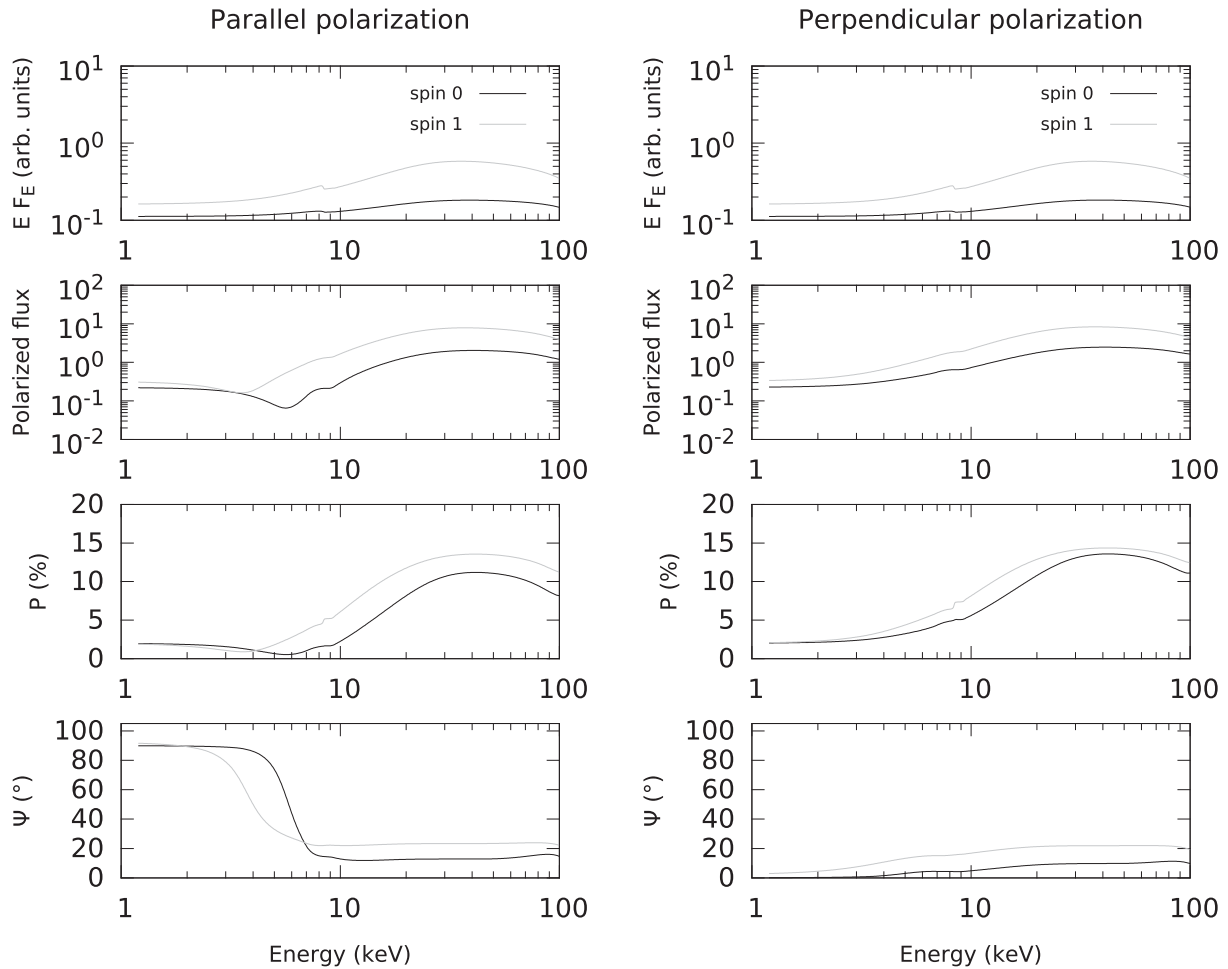 Parallel polarization
Perpendicular polarization
E F_E (arb. units)
10^1
10^0
10^-1
spin 0
spin 1
1 10 100
E F_E (arb. units)
10^1
10^0
10^-1
spin 0
spin 1
1 10 100
Polarized flux
10^2
10^1
10^0
10^-1
10^-2
1 10 100
Polarized flux
10^2
10^1
10^0
10^-1
10^-2
1 10 100
P (%)
20
15
10
5
0
1 10 100
P (%)
20
15
10
5
0
1 10 100
Ψ (°)
100
80
60
40
20
0
1 10 100
Energy (keV)
Ψ (°)
100
80
60
40
20
0
1 10 100
Energy (keV)